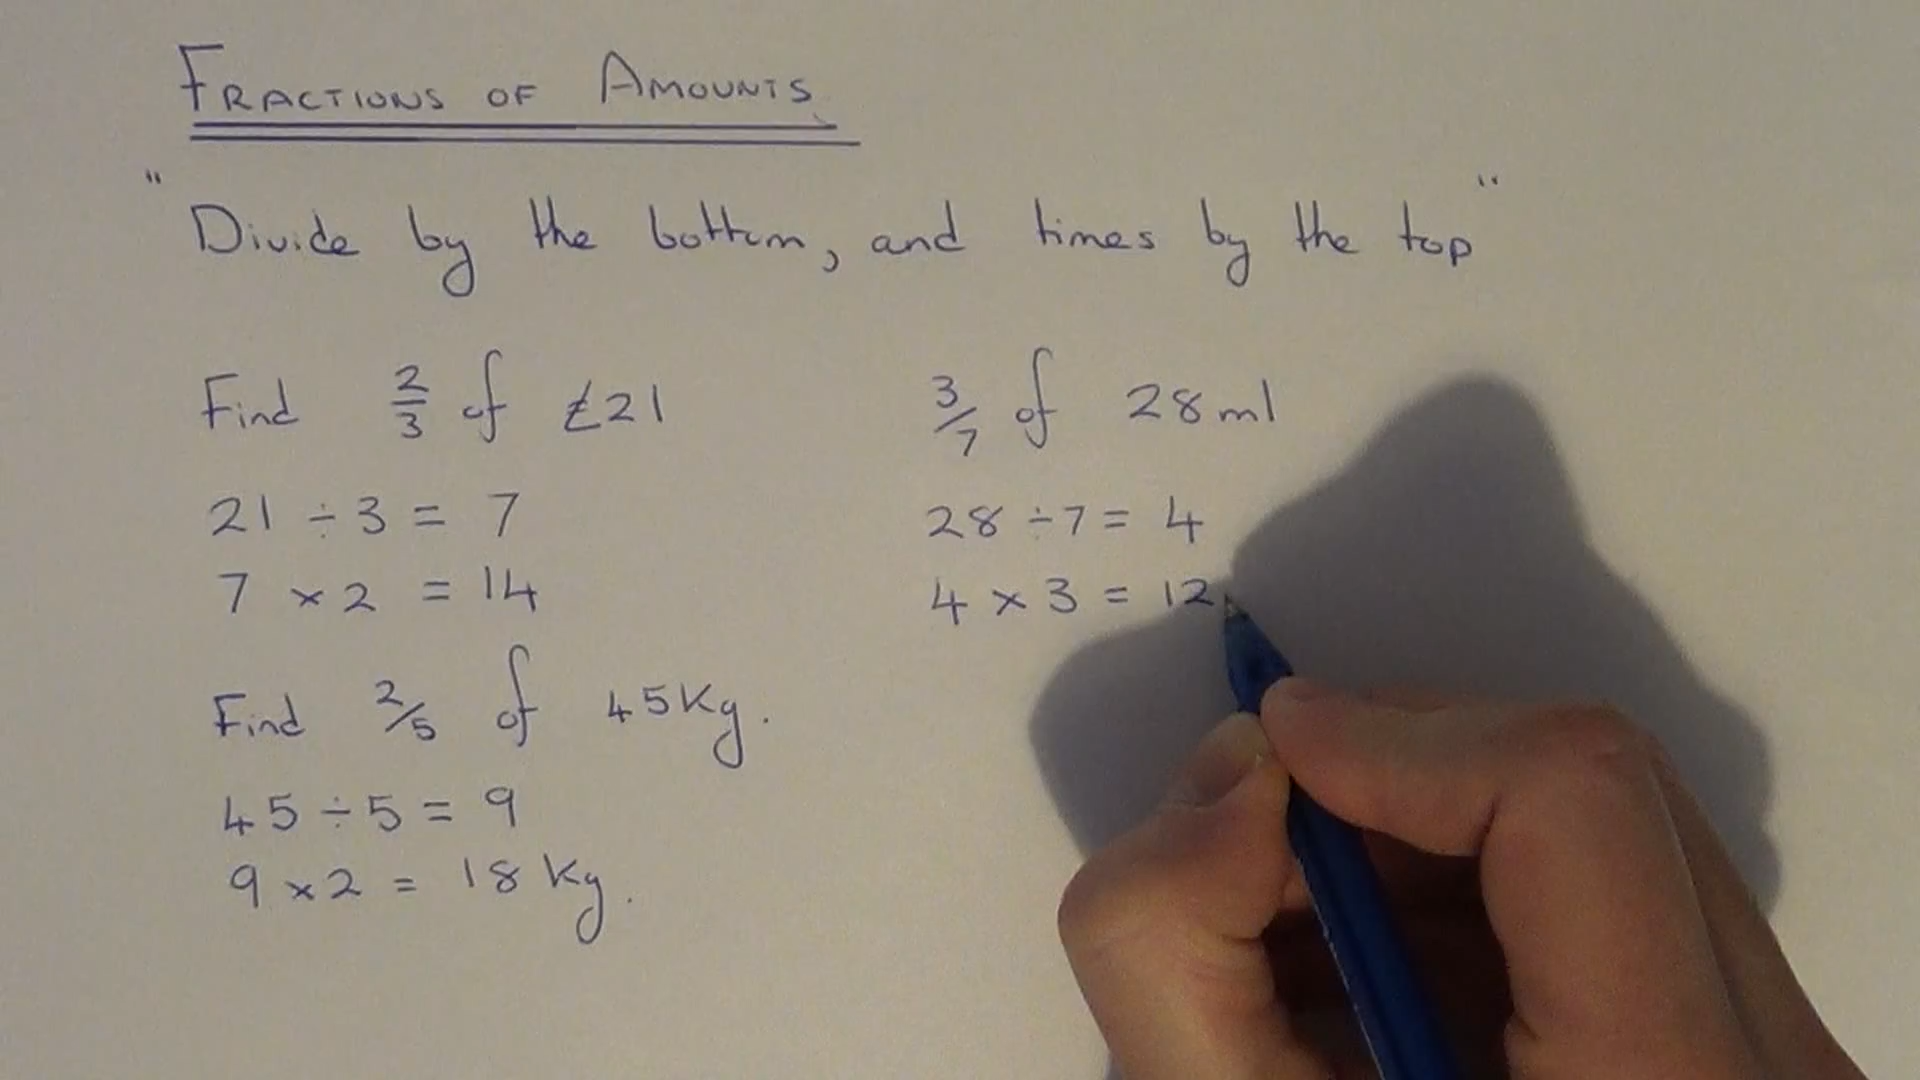 FRACTIONS OF AMOUNTS
"Divide by the bottom, and times by the top"
Find 2/3 of £21
21 ÷ 3 = 7
7 × 2 = 14
Find 2/5 of 45Kg.
45 ÷ 5 = 9
9 × 2 = 18 Kg.
3/7 of 28ml
28 ÷ 7 = 4
4 × 3 = 12